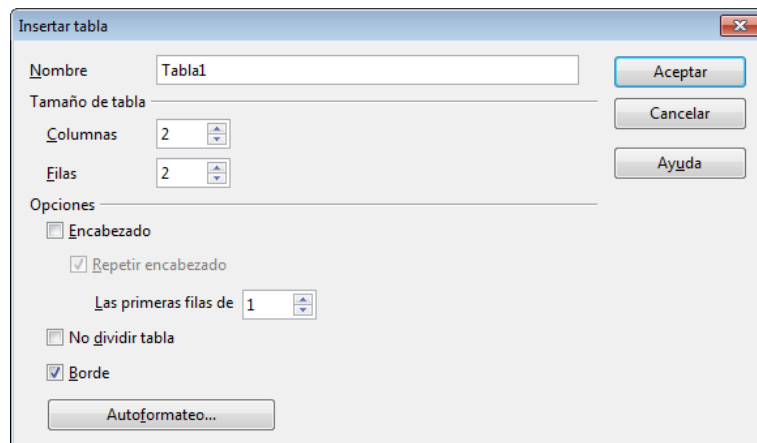 Insertar tabla
Nombre Tabla1
Aceptar
Tamaño de tabla
Cancelar
Columnas 2
Filas 2
Ayuda
Opciones
Encabezado
Repetir encabezado
Las primeras filas de 1
No dividir tabla
Borde
Autoformateo...